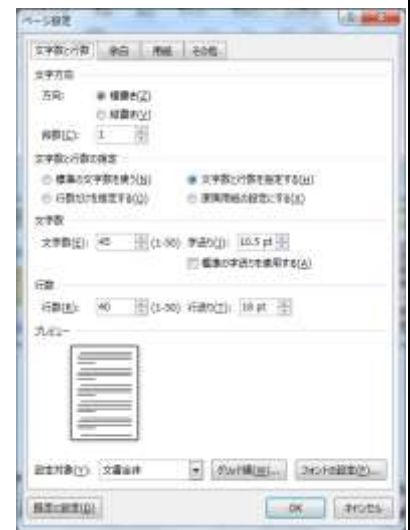 ページ設定
文字数と行数 余白 用紙 その他
文字方向
方向: 横書き(Z)
縦書き(V)
段数(C): 1
文字数と行数の指定
標準の文字数を使う(N) 文字数と行数を指定する(H)
行数だけを指定する(O) 原稿用紙の設定にする(X)
文字数
文字数(E): 45 (1-50) 字送り(I): 10.5 pt
標準の字送りを使用する(A)
行数
行数(R): 40 (1-50) 行送り(T): 18 pt
プレビュー
設定対象(Y): 文書全体 グリッド線(W)... フォントの設定(F)...
既定に設定(D) OK キャンセル